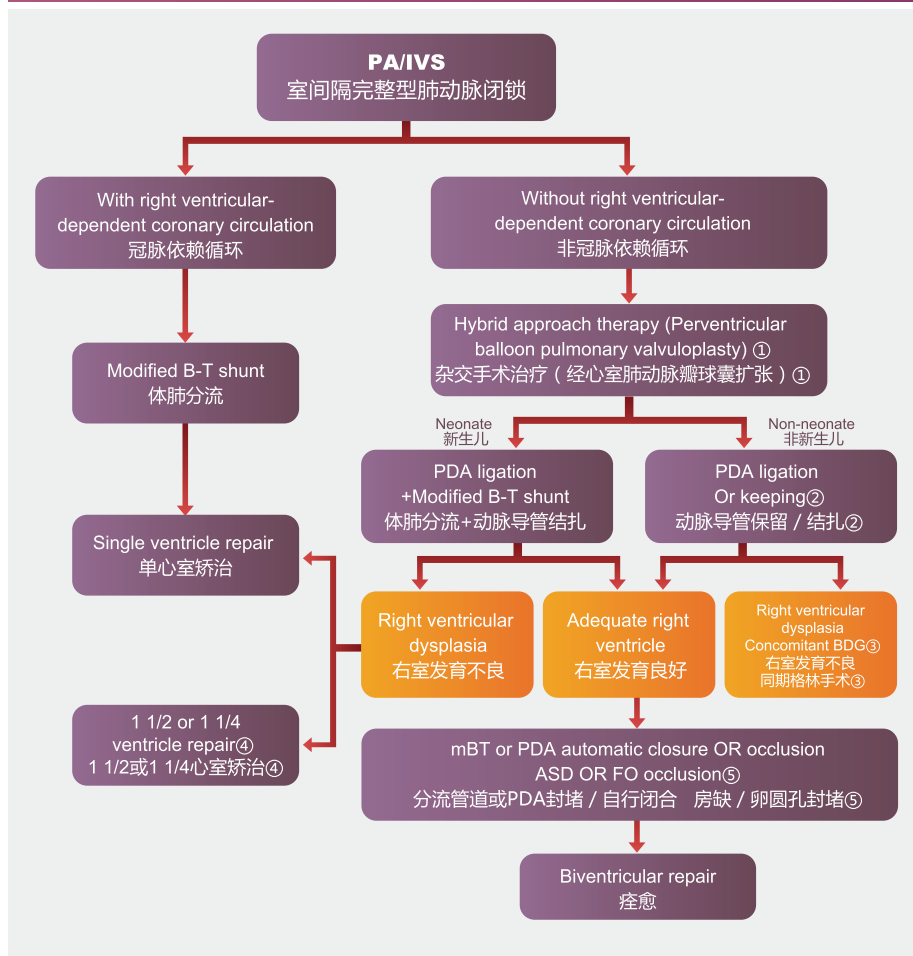 PA/IVS
室间隔完整型肺动脉闭锁
With right ventricular-
dependent coronary circulation
冠脉依赖循环
Without right ventricular-
dependent coronary circulation
非冠脉依赖循环
Modified B-T shunt
体肺分流
Hybrid approach therapy (Perventricular
balloon pulmonary valvuloplasty) ①
杂交手术治疗（经心室肺动脉瓣球囊扩张）①
Neonate
新生儿
Non-neonate
非新生儿
PDA ligation
+Modified B-T shunt
体肺分流+动脉导管结扎
PDA ligation
Or keeping②
动脉导管保留 / 结扎②
Single ventricle repair
单心室矫治
Right ventricular
dysplasia
右室发育不良
Adequate right
ventricle
右室发育良好
Right ventricular
dysplasia
Concomitant BDG③
右室发育不良
同期格林手术③
1 1/2 or 1 1/4
ventricle repair④
1 1/2或1 1/4心室矫治④
mBT or PDA automatic closure OR occlusion
ASD OR FO occlusion⑤
分流管道或PDA封堵 / 自行闭合 房缺 / 卵圆孔封堵⑤
Biventricular repair
痊愈